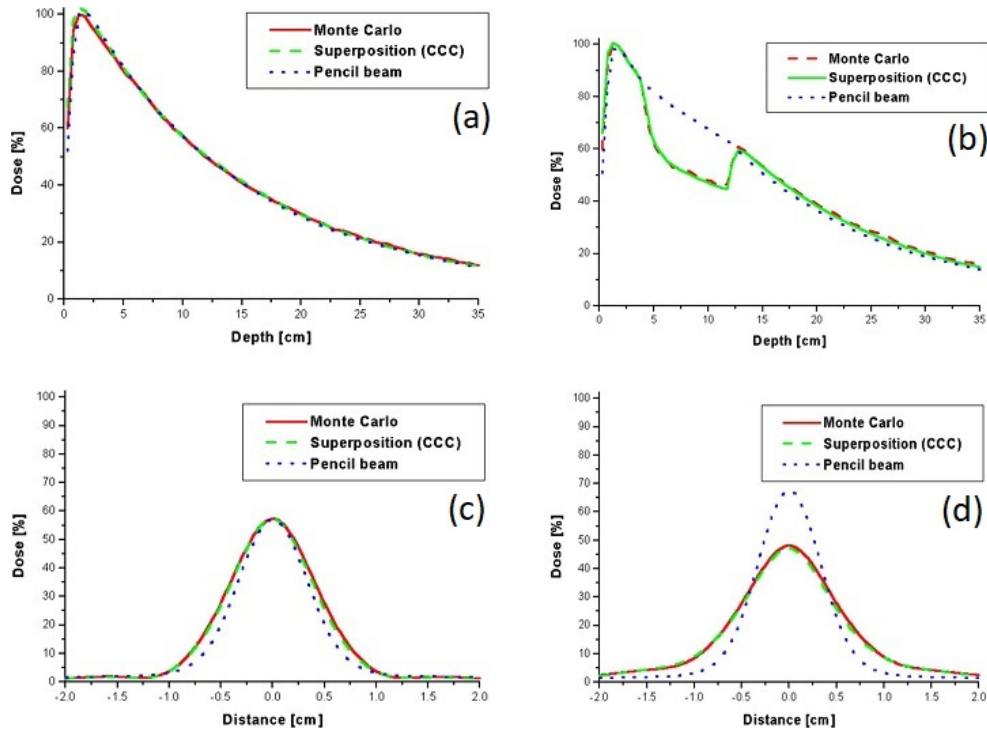 100
80
60
40
20
0
Dose [%]
Monte Carlo
Superposition (CCC)
Pencil beam
(a)
0 5 10 15 20 25 30 35
Depth [cm]
100
80
60
40
20
0
Dose [%]
Monte Carlo
Superposition (CCC)
Pencil beam
(b)
0 5 10 15 20 25 30 35
Depth [cm]
100
90
80
70
60
50
40
30
20
10
0
Dose [%]
Monte Carlo
Superposition (CCC)
Pencil beam
(c)
-2.0 -1.5 -1.0 -0.5 0.0 0.5 1.0 1.5 2.0
Distance [cm]
100
90
80
70
60
50
40
30
20
10
0
Dose [%]
Monte Carlo
Superposition (CCC)
Pencil beam
(d)
-2.0 -1.5 -1.0 -0.5 0.0 0.5 1.0 1.5 2.0
Distance [cm]